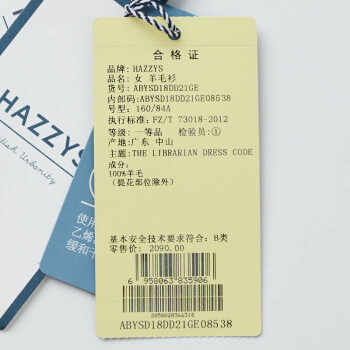 合格证
品牌: HAZZYS
品名: 女 羊毛衫
货号: ABYSD18DD21GE
内部码: ABYSD18DD21GE08538
号型: 160/84A
执行标准: FZ/T 73018-2012
等级: 一等品 检验员:①
产地:广东 中山
主题: THE LIBRARIAN DRESS CODE
成分:
100%羊毛
(提花部位除外)
基本安全技术要求符合: B类
零售价: 2090.00
6 958063 835906
2058020366318
ABYSD18DD21GE08538
HAZZYS
British Urbanity
使用
乙烯
缓和干